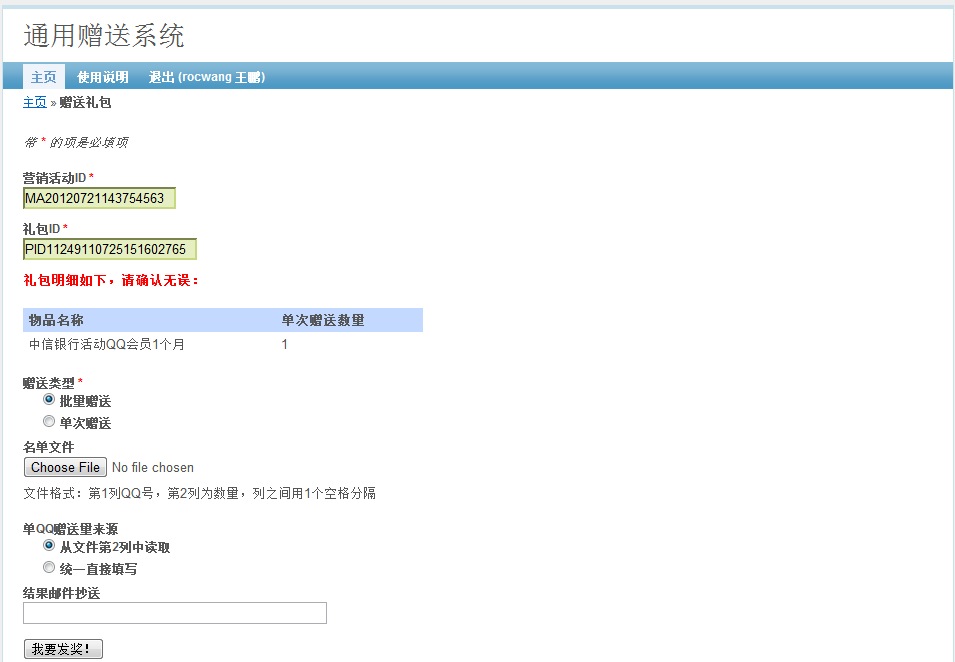 通用赠送系统
主页 使用说明 退出 (rocwang 王鹏)
主页 » 赠送礼包
带 * 的项是必填项
营销活动ID *
MA20120721143754563
礼包ID *
PID11249110725151602765
礼包明细如下，请确认无误：
物品名称 单次赠送数量
中信银行活动QQ会员1个月 1
赠送类型 *
批量赠送
单次赠送
名单文件
Choose File No file chosen
文件格式：第1列QQ号，第2列为数量，列之间用1个空格分隔
单QQ赠送量来源
从文件第2列中读取
统一直接填写
结果邮件抄送
我要发奖！